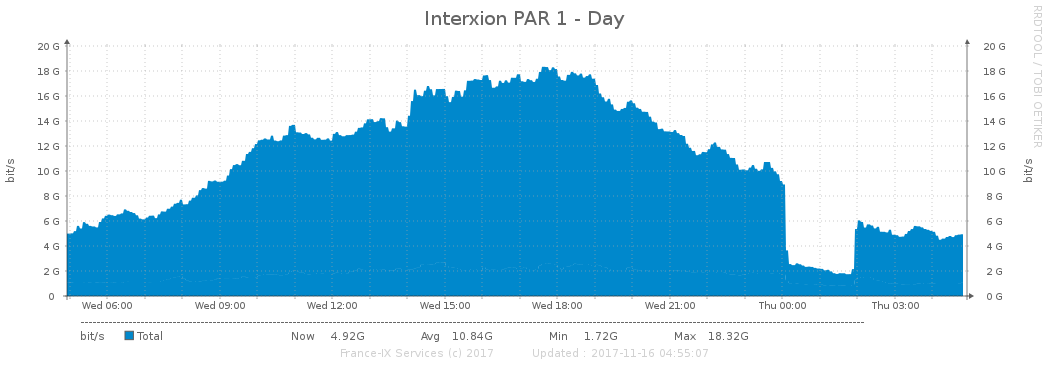 Interxion PAR 1 - Day
RRDTOOL / TOBI OETIKER
20 G 20 G
18 G 18 G
16 G 16 G
14 G 14 G
12 G 12 G
10 G 10 G
8 G 8 G
6 G 6 G
4 G 4 G
2 G 2 G
0 0 G
bit/s bit/s
Wed 06:00 Wed 09:00 Wed 12:00 Wed 15:00 Wed 18:00 Wed 21:00 Thu 00:00 Thu 03:00
bit/s Total Now 4.92G Avg 10.84G Min 1.72G Max 18.32G
France-IX Services (c) 2017 Updated : 2017-11-16 04:55:07